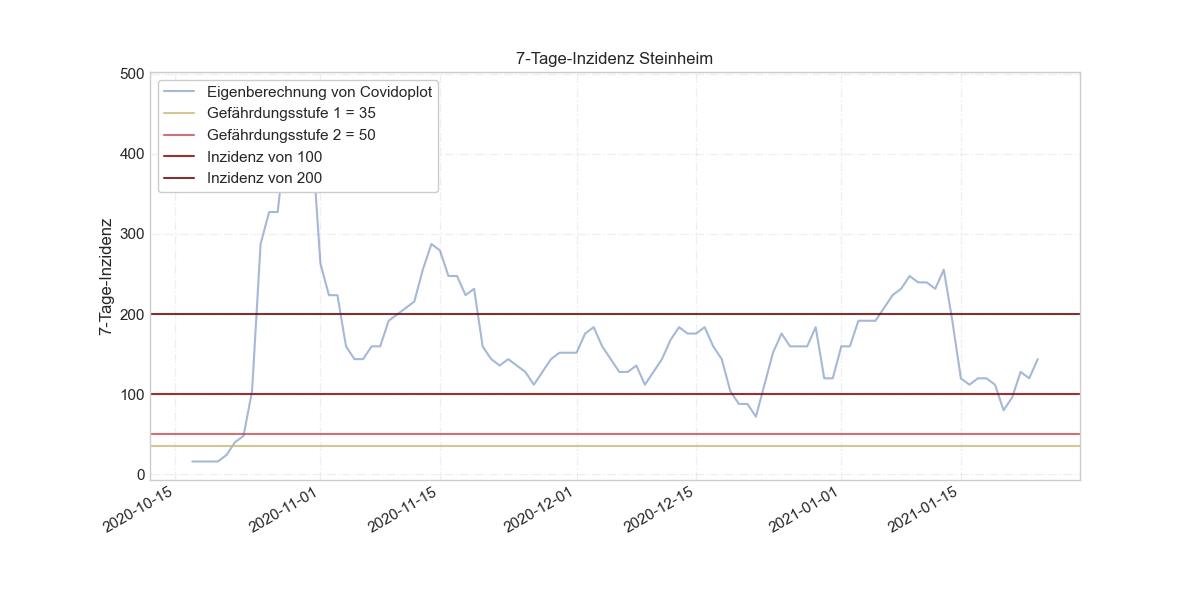 7-Tage-Inzidenz Steinheim
500
400
300
200
100
0
7-Tage-Inzidenz
Eigenberechnung von Covidoplot
Gefährdungsstufe 1 = 35
Gefährdungsstufe 2 = 50
Inzidenz von 100
Inzidenz von 200
2020-10-15
2020-11-01
2020-11-15
2020-12-01
2020-12-15
2021-01-01
2021-01-15